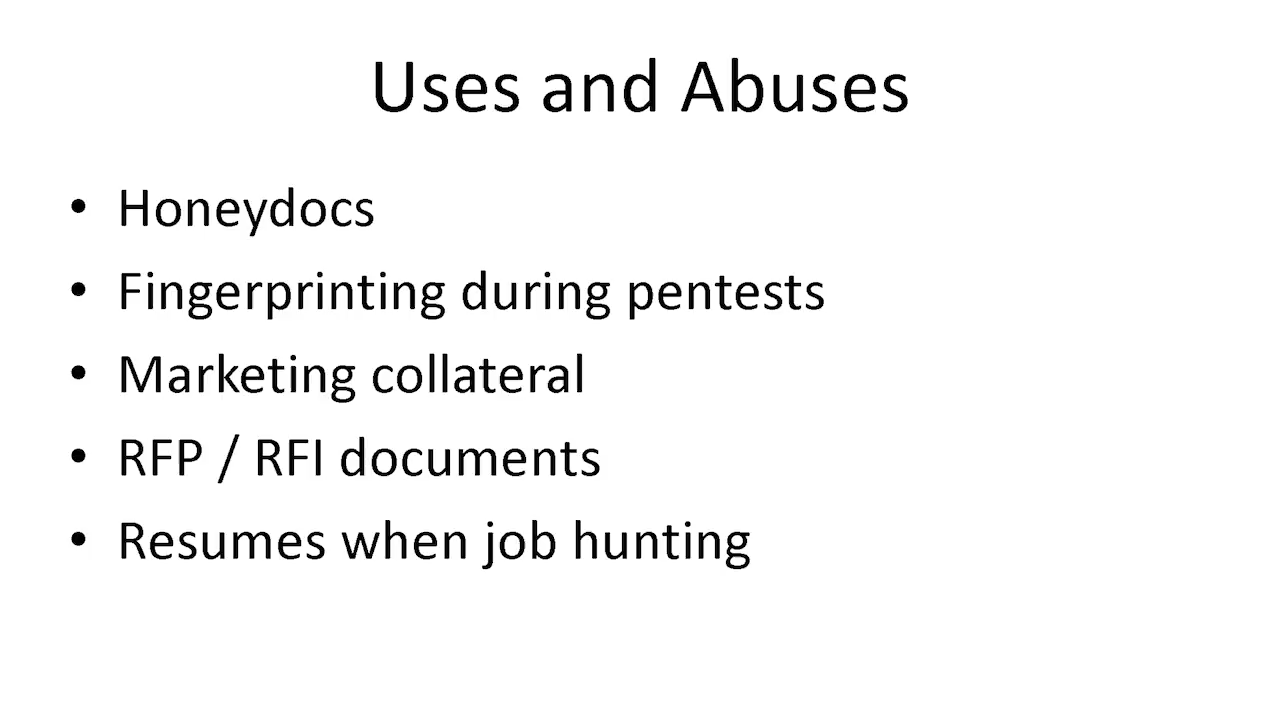 Uses and Abuses
• Honeydocs
• Fingerprinting during pentests
• Marketing collateral
• RFP / RFI documents
• Resumes when job hunting